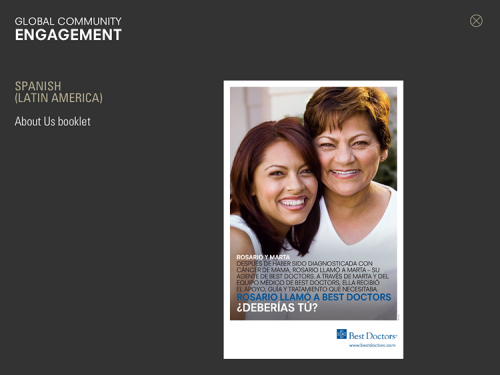 GLOBAL COMMUNITY
ENGAGEMENT
SPANISH
(LATIN AMERICA)
About Us booklet
ROSARIO Y MARTA
DESPUÉS DE HABER SIDO DIAGNOSTICADA CON
CÁNCER DE MAMA, ROSARIO LLAMÓ A MARTA – SU
AGENTE DE BEST DOCTORS. A TRAVÉS DE MARTA Y DEL
EQUIPO MÉDICO DE BEST DOCTORS, ELLA RECIBIÓ
EL APOYO, GUÍA Y TRATAMIENTO QUE NECESITABA.
ROSARIO LLAMÓ A BEST DOCTORS
¿DEBERÍAS TÚ?
BEST DOCTORS
www.bestdoctors.com